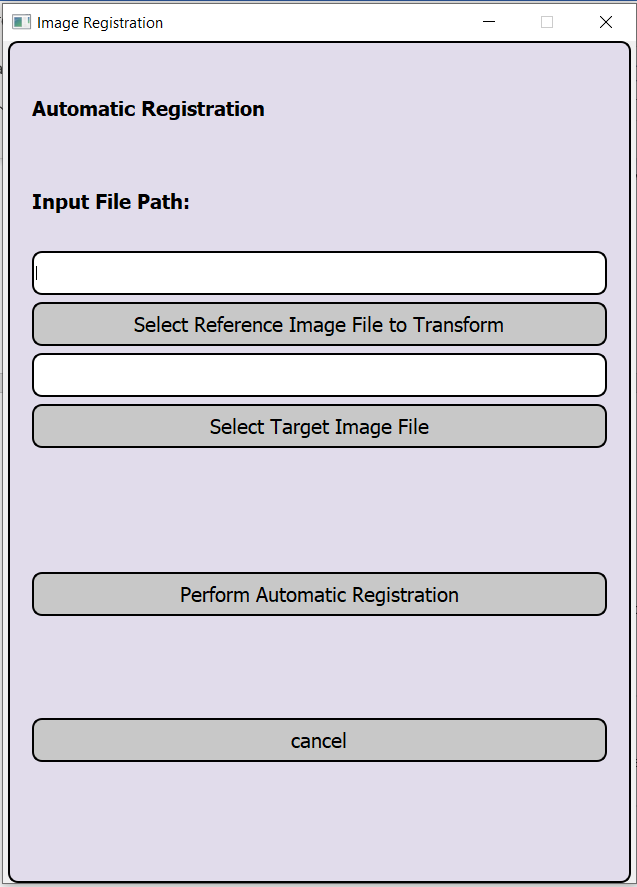 Image Registration
Automatic Registration
Input File Path:
Select Reference Image File to Transform
Select Target Image File
Perform Automatic Registration
cancel